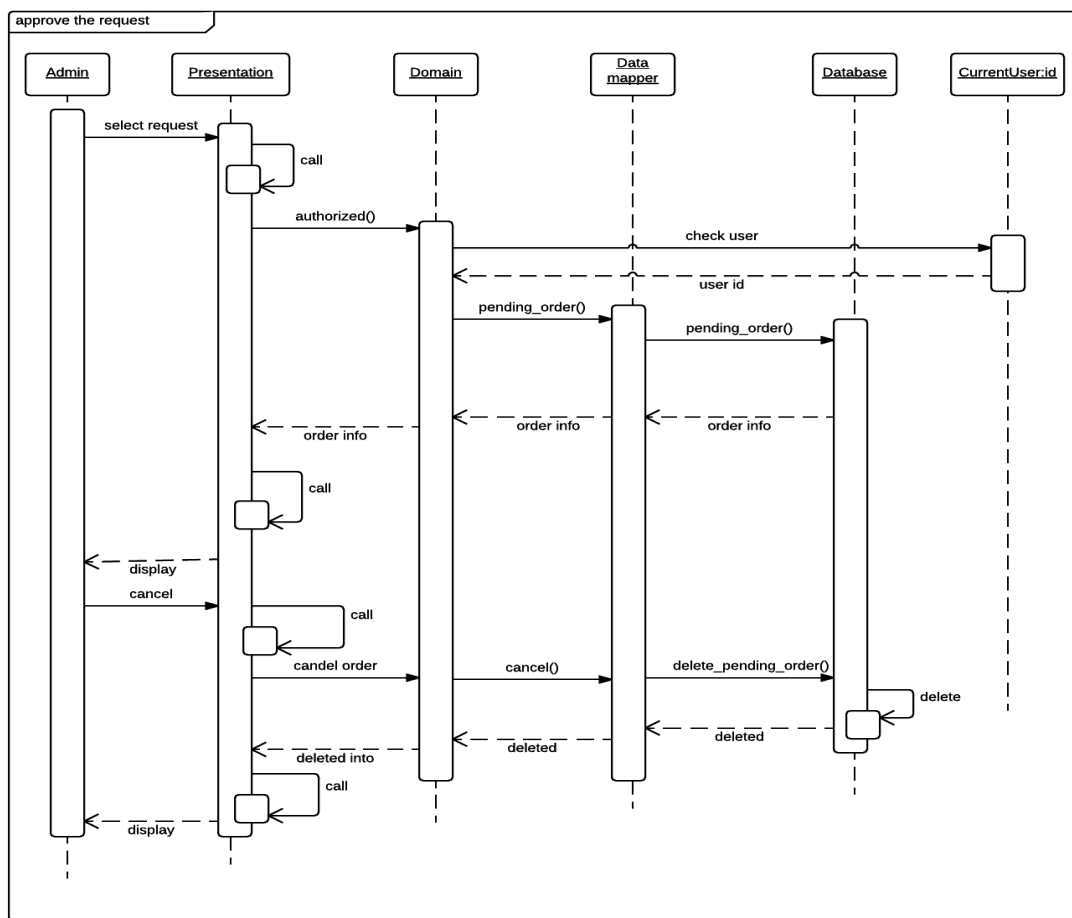 approve the request
Admin
Presentation
Domain
Data
mapper
Database
CurrentUser:id
select request
call
authorized()
check user
user id
pending_order()
pending_order()
order info
order info
order info
call
display
cancel
call
candel order
cancel()
delete_pending_order()
delete
deleted
deleted
deleted into
call
display